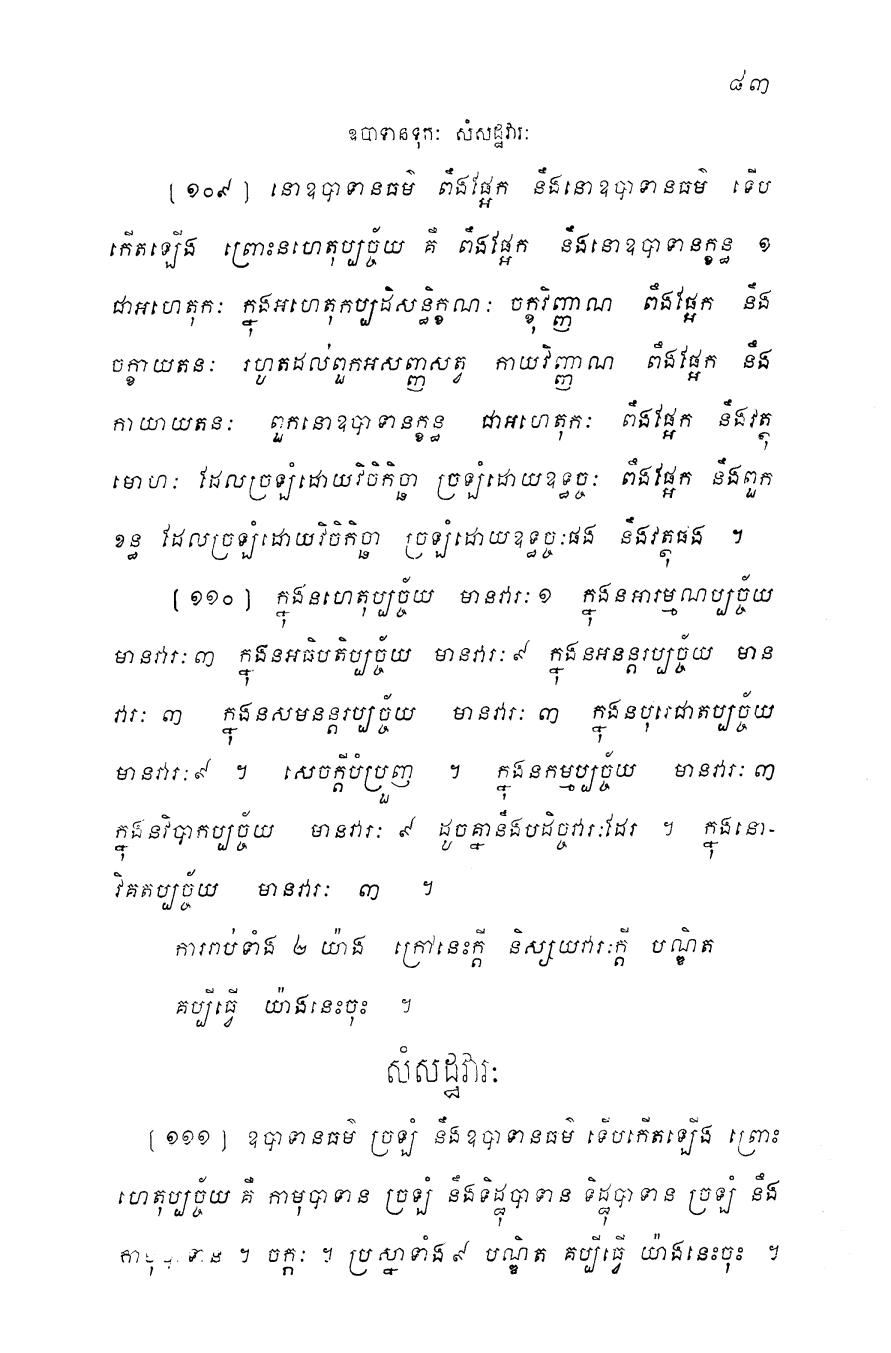 ៨៣
ឧបាទានទុកៈ សំសដ្ឋវារៈ
[១០៩] នោឧបាទានធម៌ ពឹងផ្អែក នឹងនោឧបាទានធម៌ ទើប
កើតឡើង ព្រោះនហេតុប្បច្ច័យ គឺ ពឹងផ្អែក នឹងនោឧបាទានក្ខន្ធ ១
ជាអហេតុកៈ ក្នុងអហេតុកប្បដិសន្ធិក្ខណៈ ចក្ខុវិញ្ញាណ ពឹងផ្អែក នឹង
ចក្ខាយតនៈ រហូតដល់ពួកអសញ្ញសត្វ កាយវិញ្ញាណ ពឹងផ្អែក នឹង
កាយាយតនៈ ពួកនោឧបាទានក្ខន្ធ ជាអហេតុកៈ ពឹងផ្អែក នឹងវត្ថុ
មោហៈ ដែលច្រឡំដោយវិចិកិច្ឆា ច្រឡំដោយឧទ្ធច្ចៈ ពឹងផ្អែក នឹងពួក
ខន្ធ ដែលច្រឡំដោយវិចិកិច្ឆា ច្រឡំដោយឧទ្ធច្ចៈផង នឹងវត្ថុផង ។
[១១០] ក្នុងនហេតុប្បច្ច័យ មានវារៈ ១ ក្នុងនអារម្មណប្បច្ច័យ
មានវារៈ ៣ ក្នុងនអធិបតិប្បច្ច័យ មានវារៈ ៩ ក្នុងនអនន្តរប្បច្ច័យ មាន
វារៈ ៣ ក្នុងនសមនន្តរប្បច្ច័យ មានវារៈ ៣ ក្នុងនបុរេជាតប្បច្ច័យ
មានវារៈ ៩ ។ សេចក្តីបំប្រួញ ។ ក្នុងនកម្មប្បច្ច័យ មានវារៈ ៣
ក្នុងនវិបាកប្បច្ច័យ មានវារៈ ៩ ដូចគ្នានឹងបដិច្ចវារៈដែរ ។ ក្នុងនោ-
វិគតប្បច្ច័យ មានវារៈ ៣ ។
ការរាប់ទាំង ២ យ៉ាង ក្រៅនេះក្តី និស្សយវារៈក្តី បណ្ឌិត
គប្បីធ្វើ យ៉ាងនេះចុះ ។
សំសដ្ឋវារៈ
[១១១] ឧបាទានធម៌ ច្រឡំ នឹងឧបាទានធម៌ ទើបកើតឡើង ព្រោះ
ហេតុប្បច្ច័យ គឺ កាមុបាទាន ច្រឡំ នឹងទិដ្ឋុបាទាន ទិដ្ឋុបាទាន ច្រឡំ នឹង
កាមុបាទាន ។ ចក្កៈ ។ ប្រស្នាទាំង ៩ បណ្ឌិត គប្បីធ្វើ យ៉ាងនេះចុះ ។